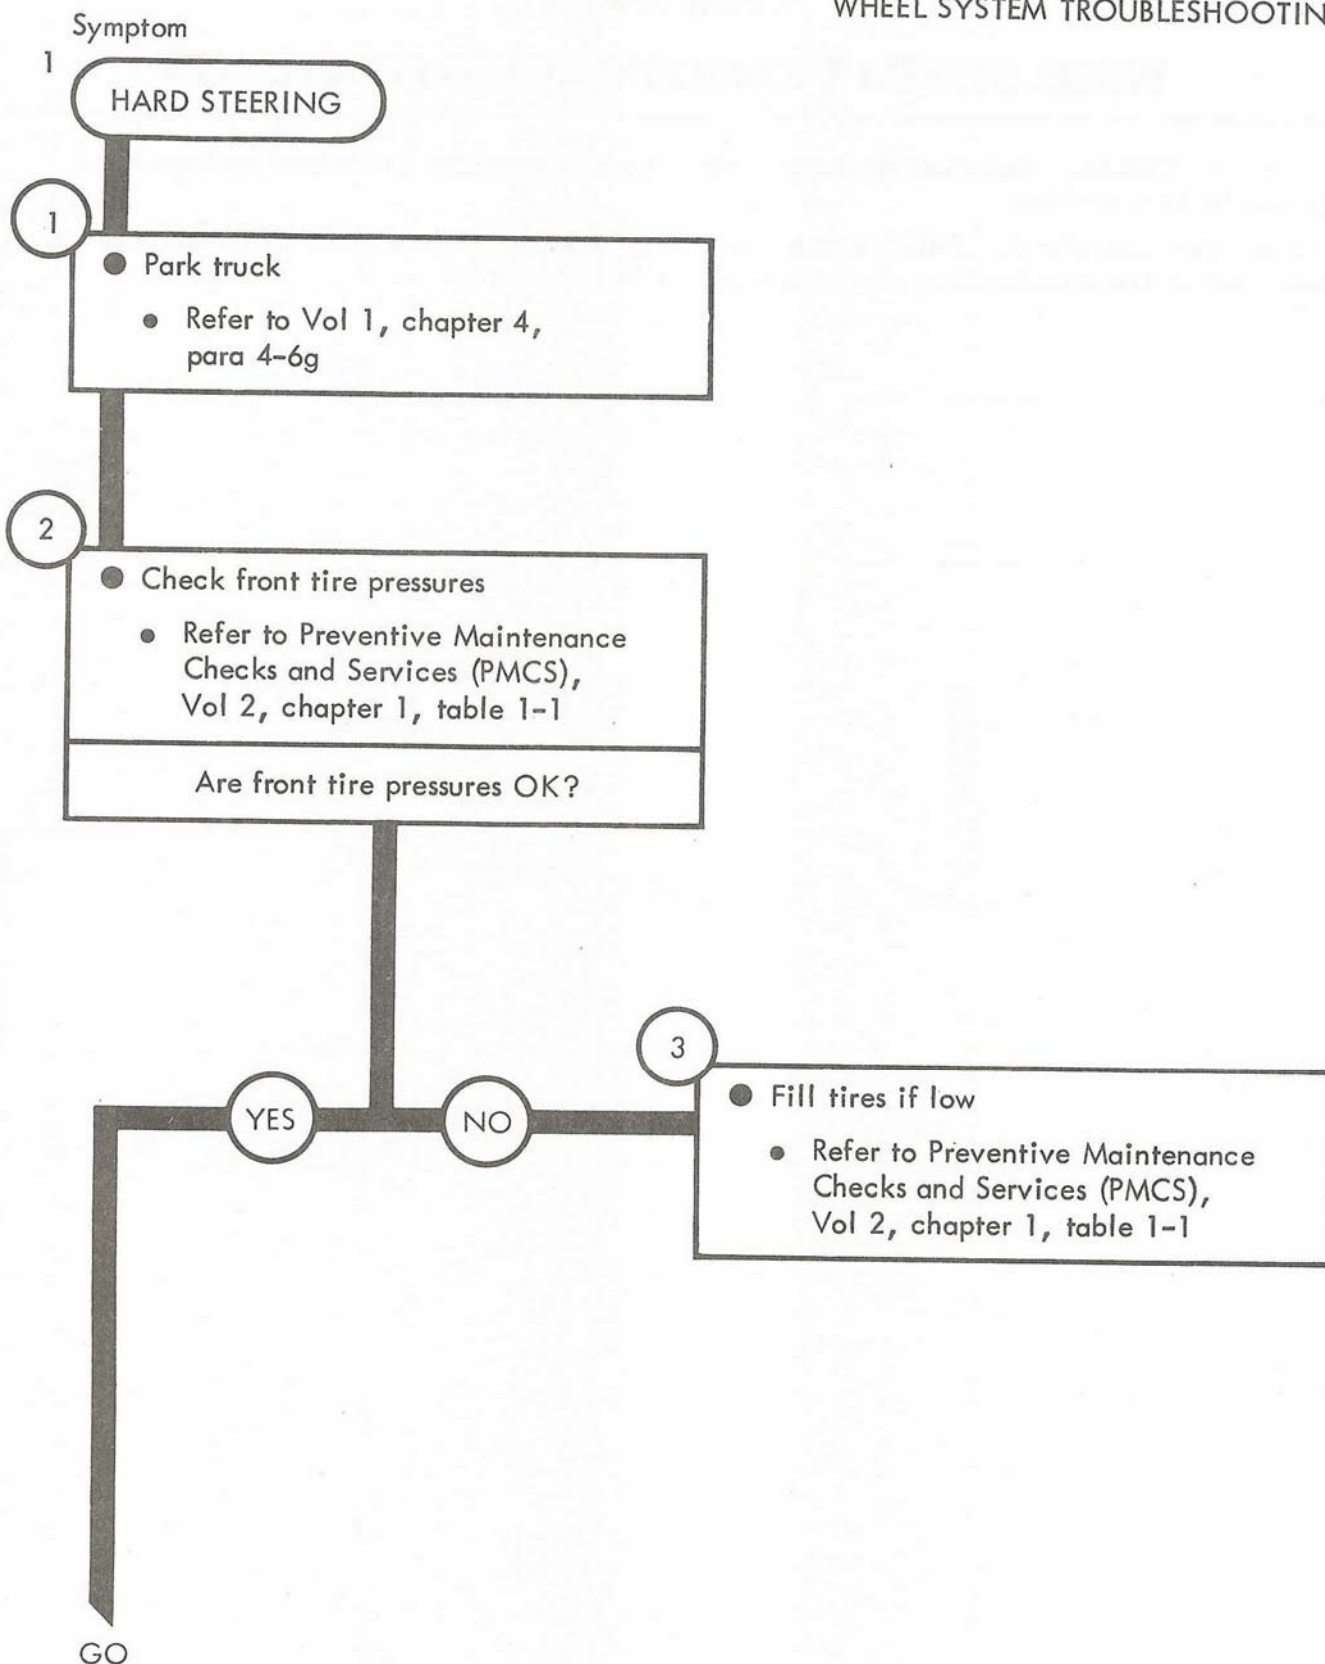 WHEEL SYSTEM TROUBLESHOOTIN
Symptom
1
HARD STEERING
1
● Park truck
● Refer to Vol 1, chapter 4,
para 4-6g
2
● Check front tire pressures
● Refer to Preventive Maintenance
Checks and Services (PMCS),
Vol 2, chapter 1, table 1-1
Are front tire pressures OK?
YES
NO
3
● Fill tires if low
● Refer to Preventive Maintenance
Checks and Services (PMCS),
Vol 2, chapter 1, table 1-1
GO